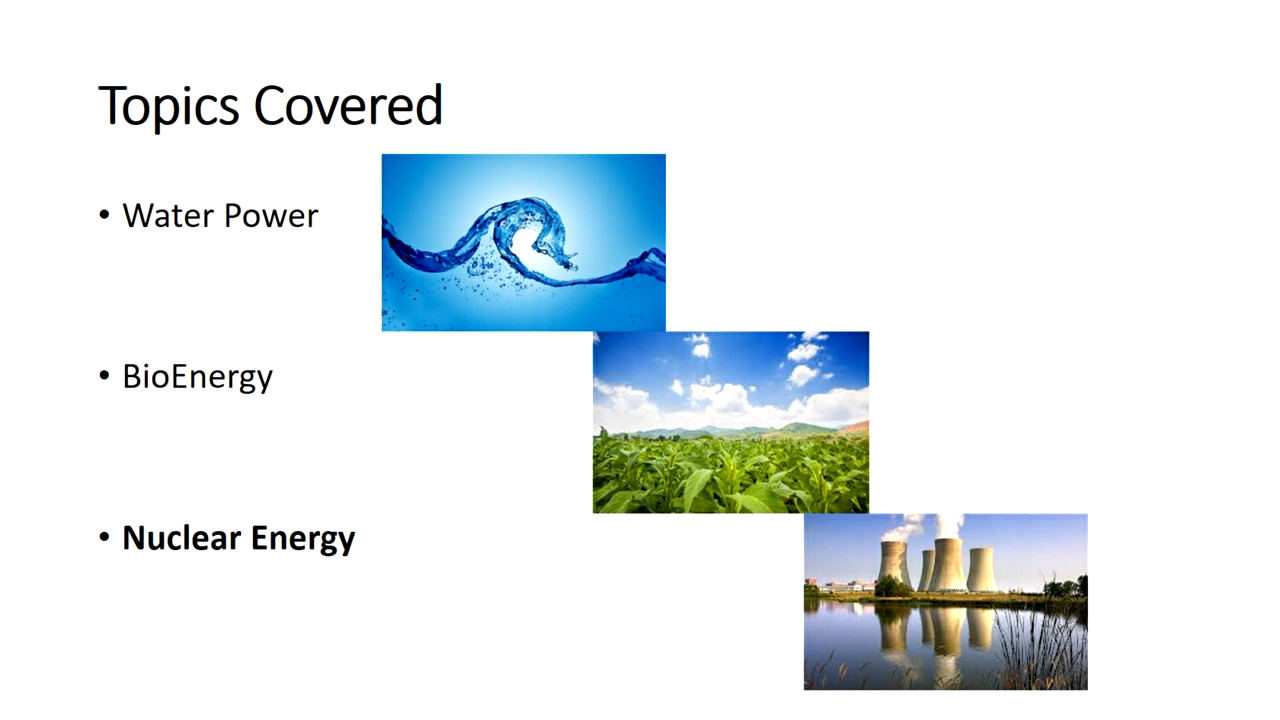 Topics Covered
• Water Power
• BioEnergy
• Nuclear Energy